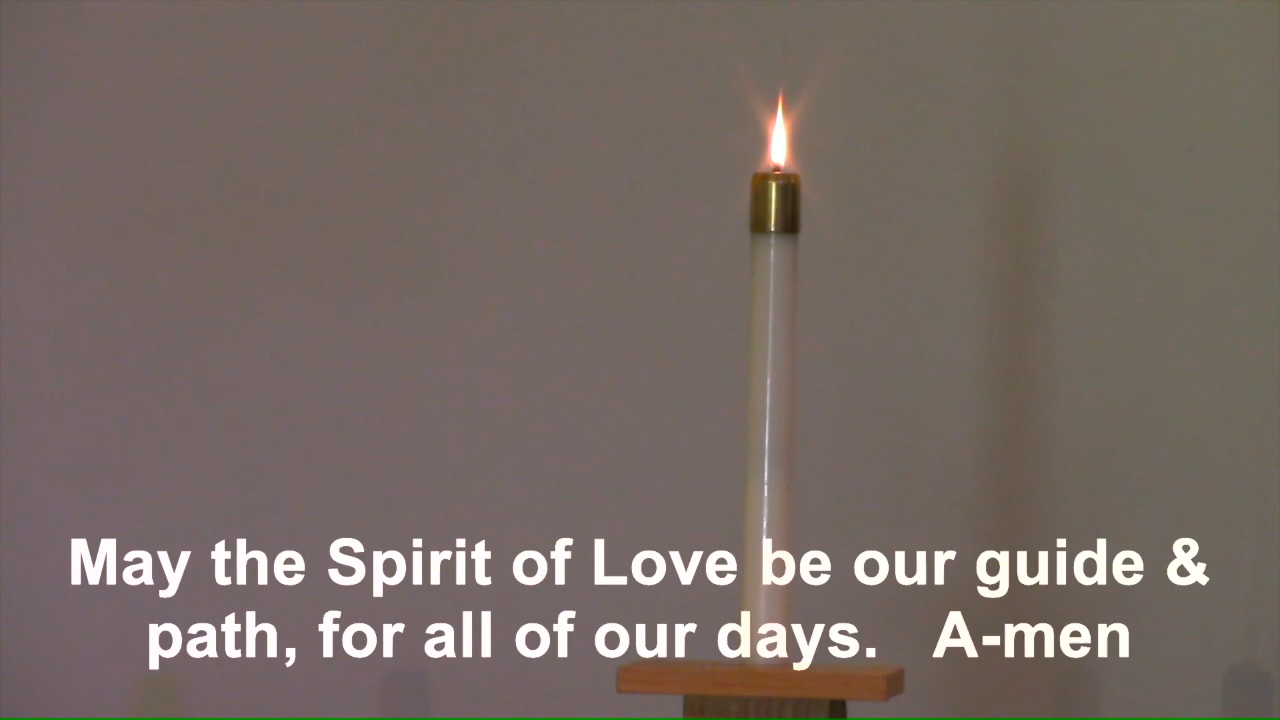 May the Spirit of Love be our guide &
path, for all of our days.   A-men